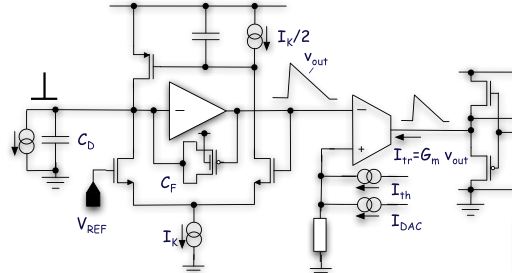 I_K/2
v_out
−
−
+
C_D
C_F
I_tr=G_m v_out
I_th
I_DAC
V_REF
I_K